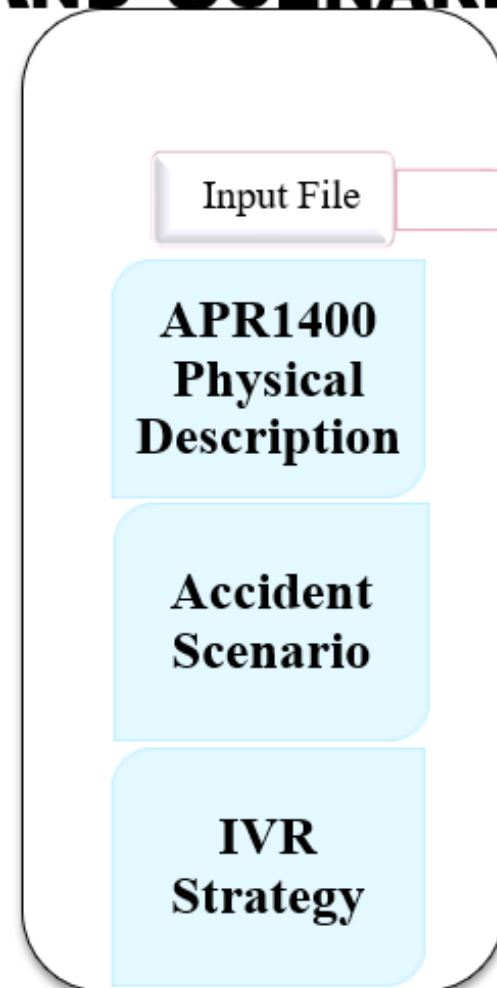 Input File
APR1400
Physical
Description
Accident
Scenario
IVR
Strategy